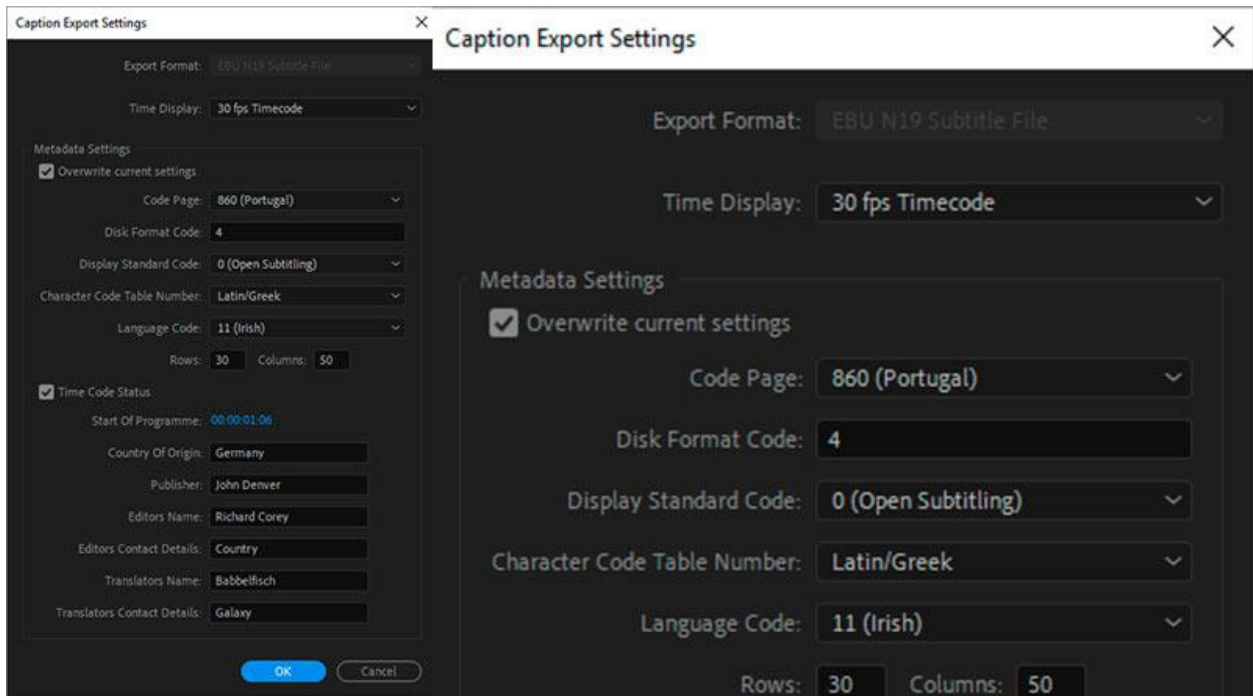 Caption Export Settings
Export Format: EBU N19 Subtitle File
Time Display: 30 fps Timecode
Metadata Settings
Overwrite current settings
Code Page: 860 (Portugal)
Disk Format Code: 4
Display Standard Code: 0 (Open Subtitling)
Character Code Table Number: Latin/Greek
Language Code: 11 (Irish)
Rows: 30 Columns: 50
Time Code Status
Start Of Programme: 00:00:01:06
Country Of Origin: Germany
Publisher: John Denver
Editors Name: Richard Corey
Editors Contact Details: Country
Translators Name: Babbelfisch
Translators Contact Details: Galaxy
OK Cancel
Caption Export Settings
Export Format: EBU N19 Subtitle File
Time Display: 30 fps Timecode
Metadata Settings
Overwrite current settings
Code Page: 860 (Portugal)
Disk Format Code: 4
Display Standard Code: 0 (Open Subtitling)
Character Code Table Number: Latin/Greek
Language Code: 11 (Irish)
Rows: 30 Columns: 50